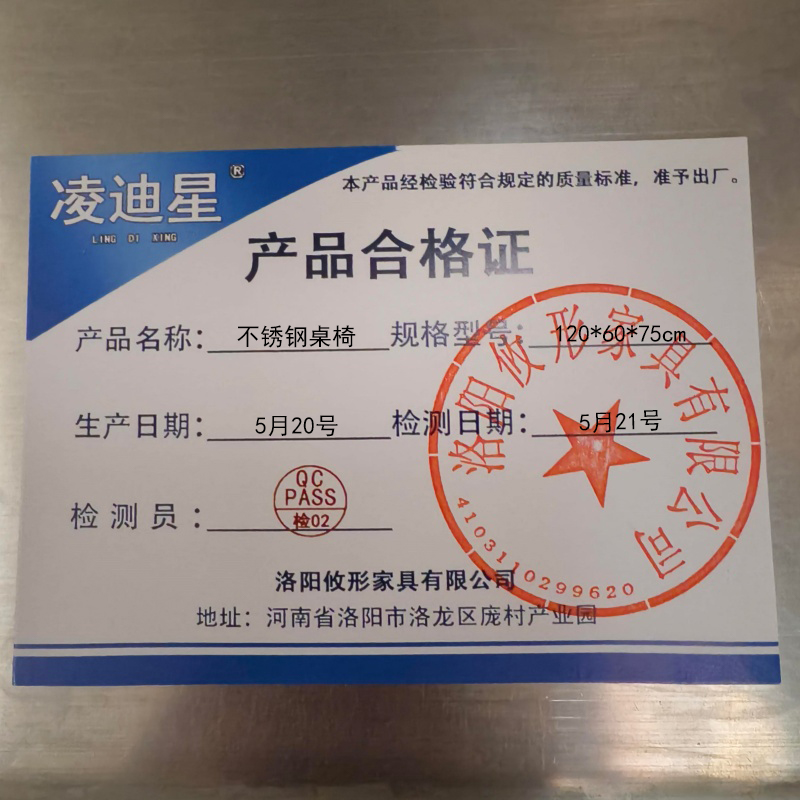 凌迪星®
LING DI XING
本产品经检验符合规定的质量标准，准予出厂。
产品合格证
产品名称：不锈钢桌椅 规格型号：120*60*75cm
生产日期：5月20号 检测日期：5月21号
检测员：
QC
PASS
检02
洛阳攸形家具有限公司
4103110299620
洛阳攸形家具有限公司
地址：河南省洛阳市洛龙区庞村产业园